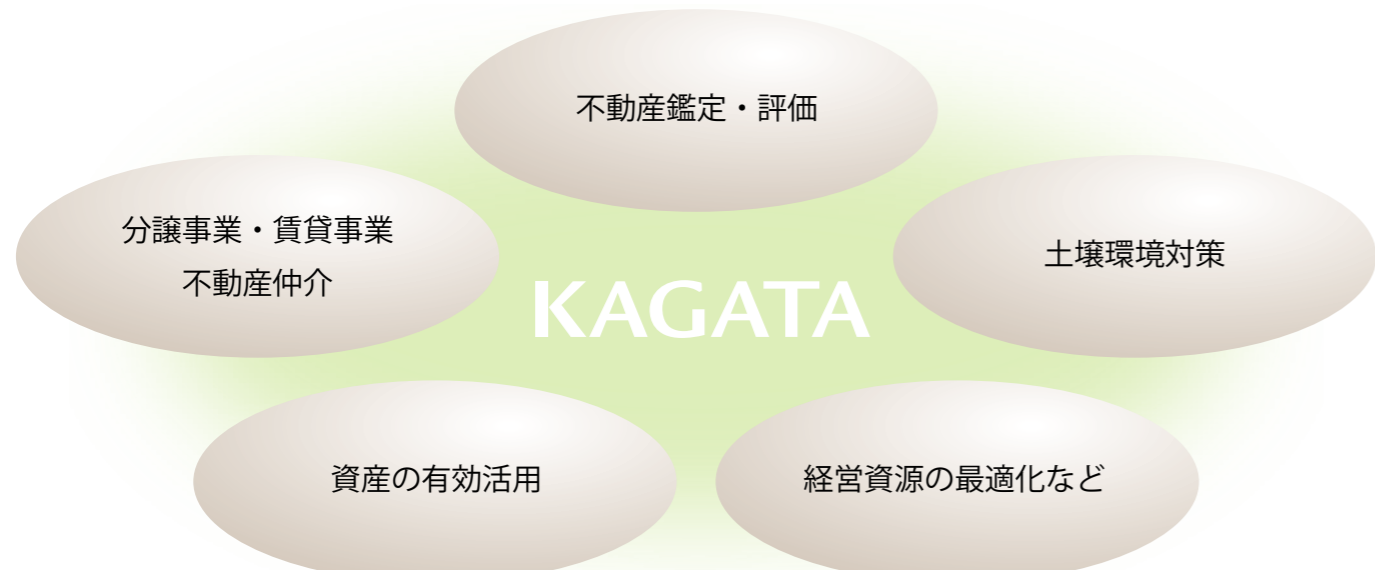 不動産鑑定・評価
分譲事業・賃貸事業
不動産仲介
土壌環境対策
KAGATA
資産の有効活用
経営資源の最適化など